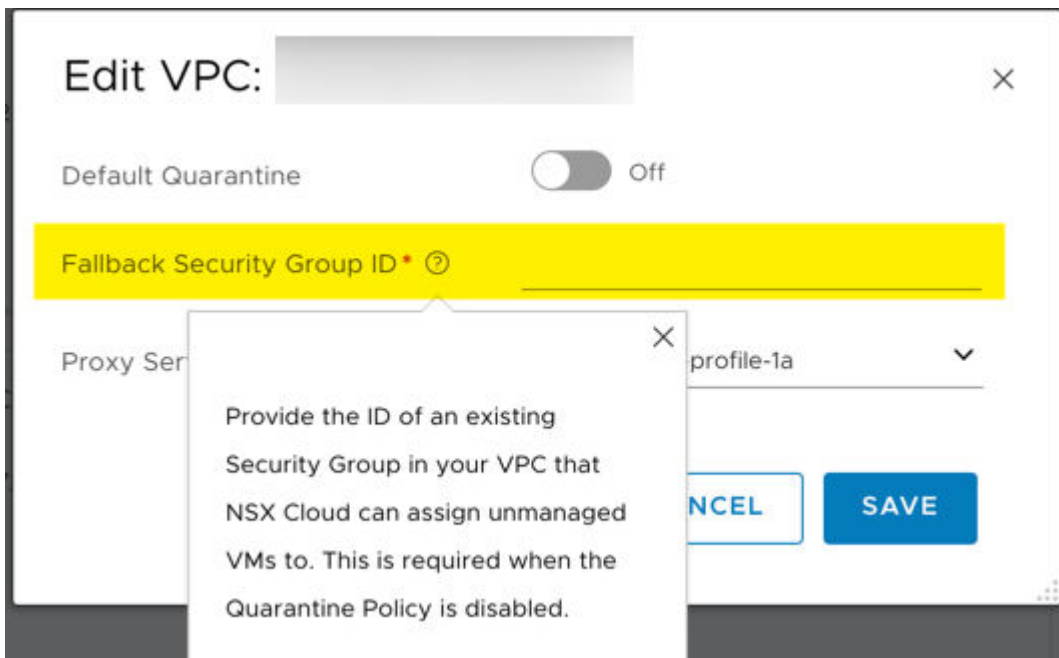 Edit VPC:
Default Quarantine
Off
Fallback Security Group ID*
Proxy Ser
profile-1a
Provide the ID of an existing
Security Group in your VPC that
NSX Cloud can assign unmanaged
VMs to. This is required when the
Quarantine Policy is disabled.
NCEL
SAVE